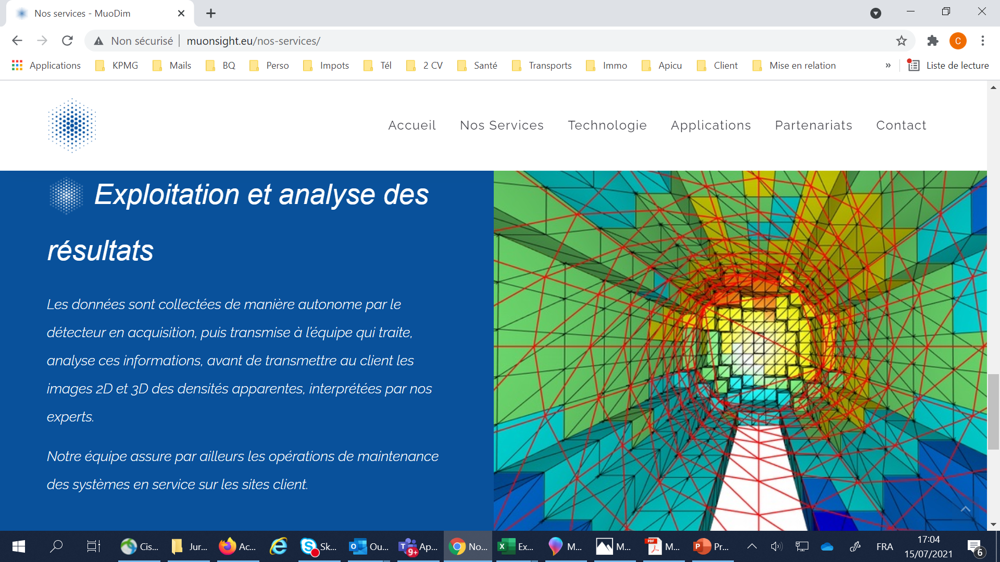 Nos services - MuoDim
Non sécurisé
muonsight.eu/nos-services/
C
Applications KPMG Mails BQ Perso Impots Tél 2 CV Santé Transports Immo Apicu Client Mise en relation » Liste de lecture
Accueil Nos Services Technologie Applications Partenariats Contact
Exploitation et analyse des
résultats
Les données sont collectées de manière autonome par le
détecteur en acquisition, puis transmise à l'équipe qui traite,
analyse ces informations, avant de transmettre au client les
images 2D et 3D des densités apparentes, interprétées par nos
experts.
Notre équipe assure par ailleurs les opérations de maintenance
des systèmes en service sur les sites client.
Cis... Jur... Ac... Sk... Ou... Ap... No... Ex... M... M... M... Pr... FRA
9+
PDF
17:04
15/07/2021
6